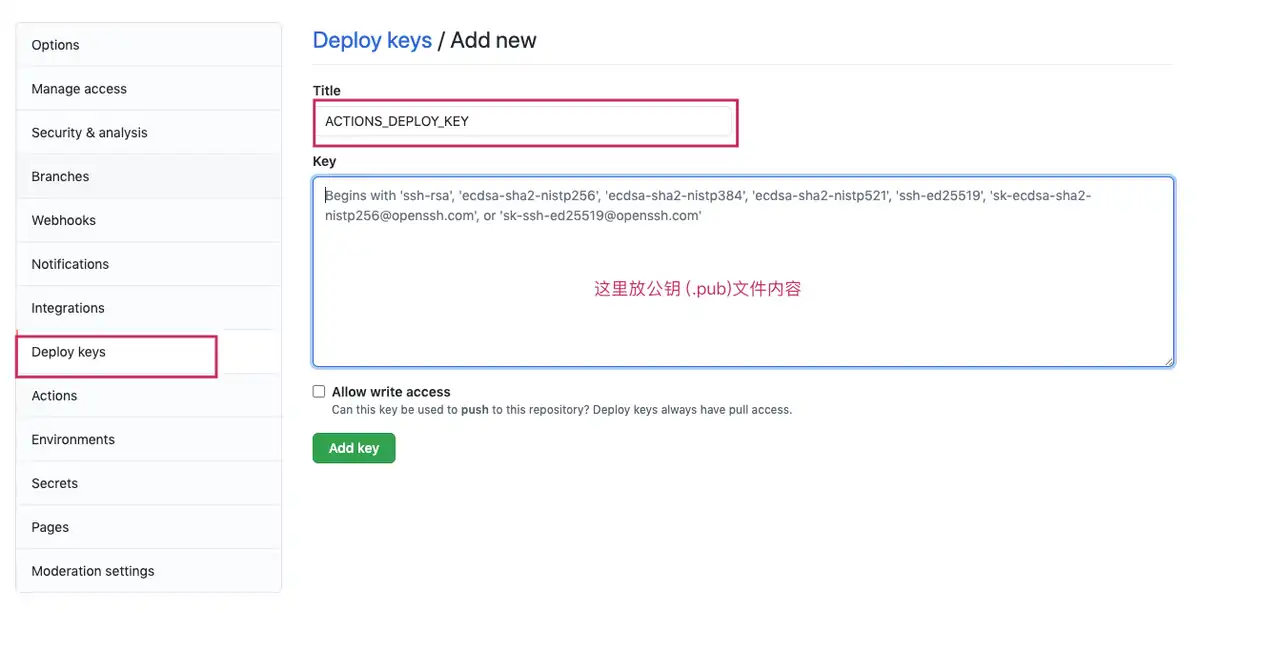 Options
Manage access
Security & analysis
Branches
Webhooks
Notifications
Integrations
Deploy keys
Actions
Environments
Secrets
Pages
Moderation settings
Deploy keys / Add new
Title
ACTIONS_DEPLOY_KEY
Key
Begins with 'ssh-rsa', 'ecdsa-sha2-nistp256', 'ecdsa-sha2-nistp384', 'ecdsa-sha2-nistp521', 'ssh-ed25519', 'sk-ecdsa-sha2-
nistp256@openssh.com', or 'sk-ssh-ed25519@openssh.com'
这里放公钥 (.pub)文件内容
Allow write access
Can this key be used to push to this repository? Deploy keys always have pull access.
Add key